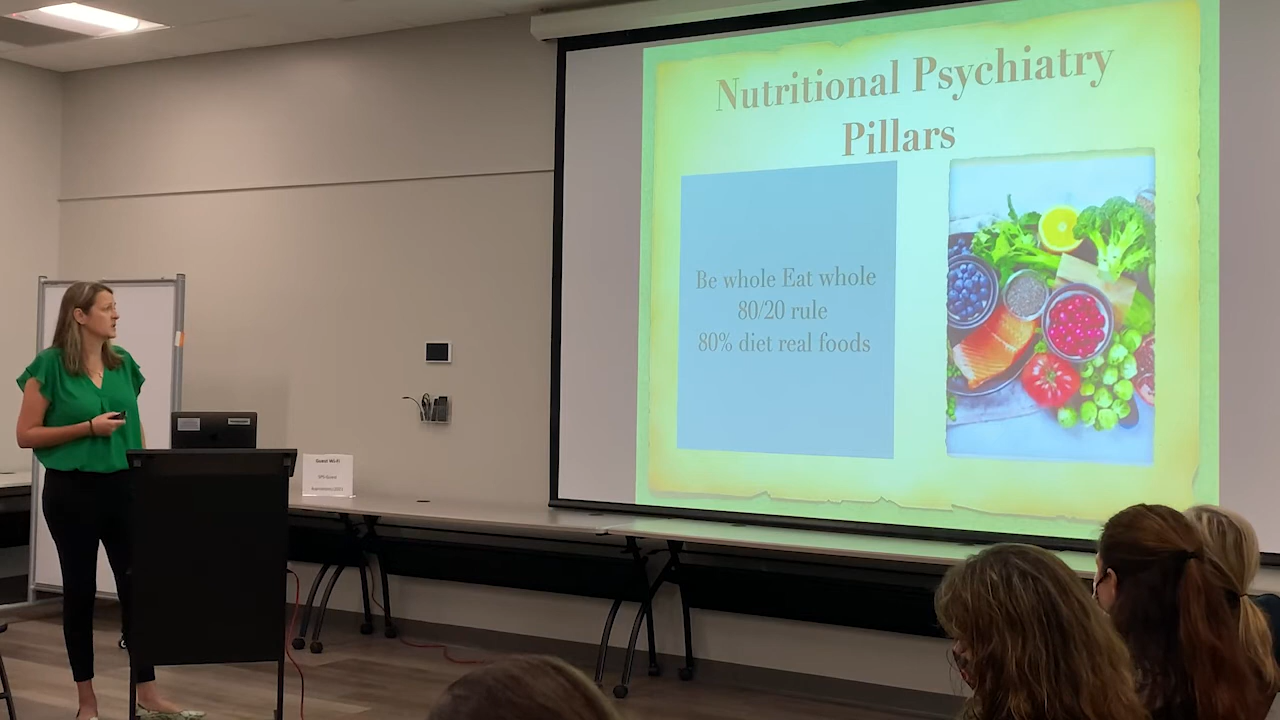 Nutritional Psychiatry
Pillars
Be whole Eat whole
80/20 rule
80% diet real foods
Guest Wi-Fi